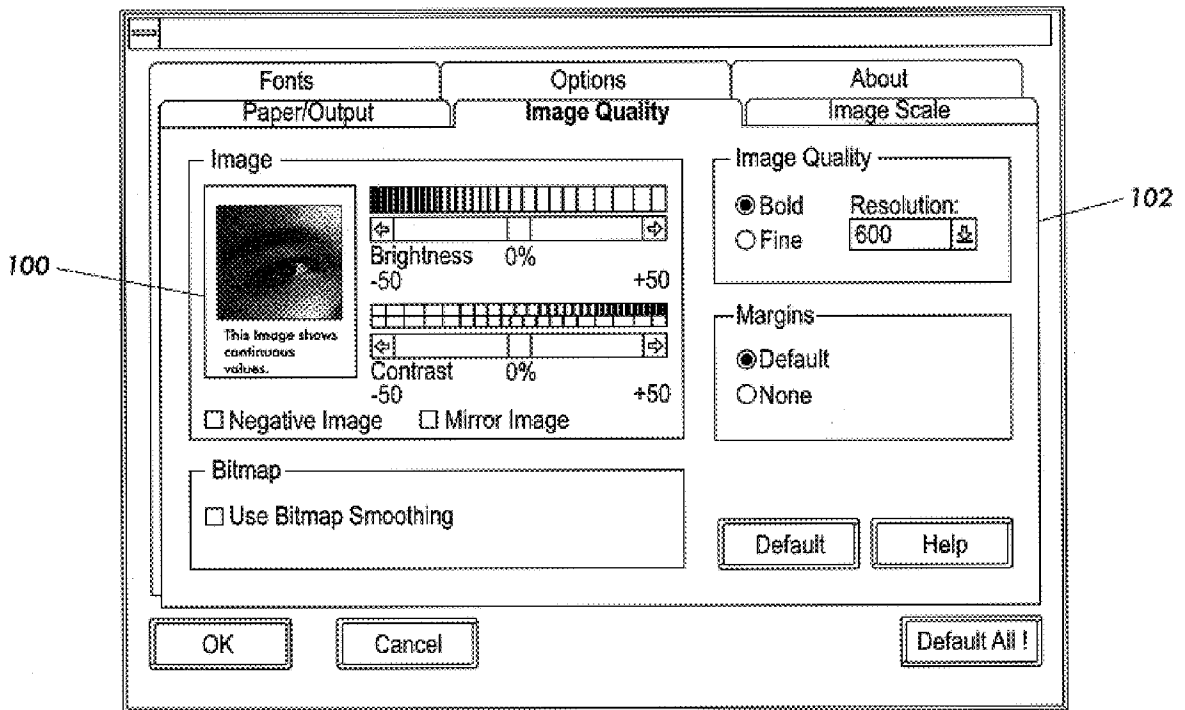 Fonts Options About
Paper/Output Image Quality Image Scale
Image
This Image shows
continuous
values.
Brightness 0%
-50 +50
Contrast 0%
-50 +50
Negative Image Mirror Image
Image Quality
Bold Resolution:
Fine 600
Margins
Default
None
Bitmap
Use Bitmap Smoothing
Default Help
OK Cancel Default All !
100
102